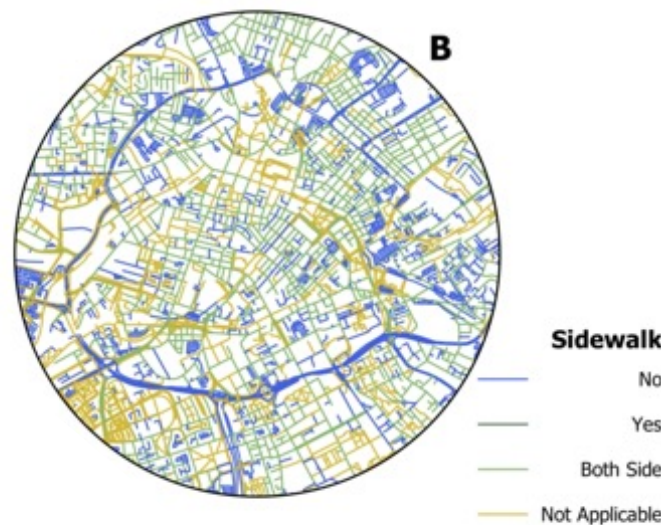 B
Sidewalk
No
Yes
Both Side
Not Applicable